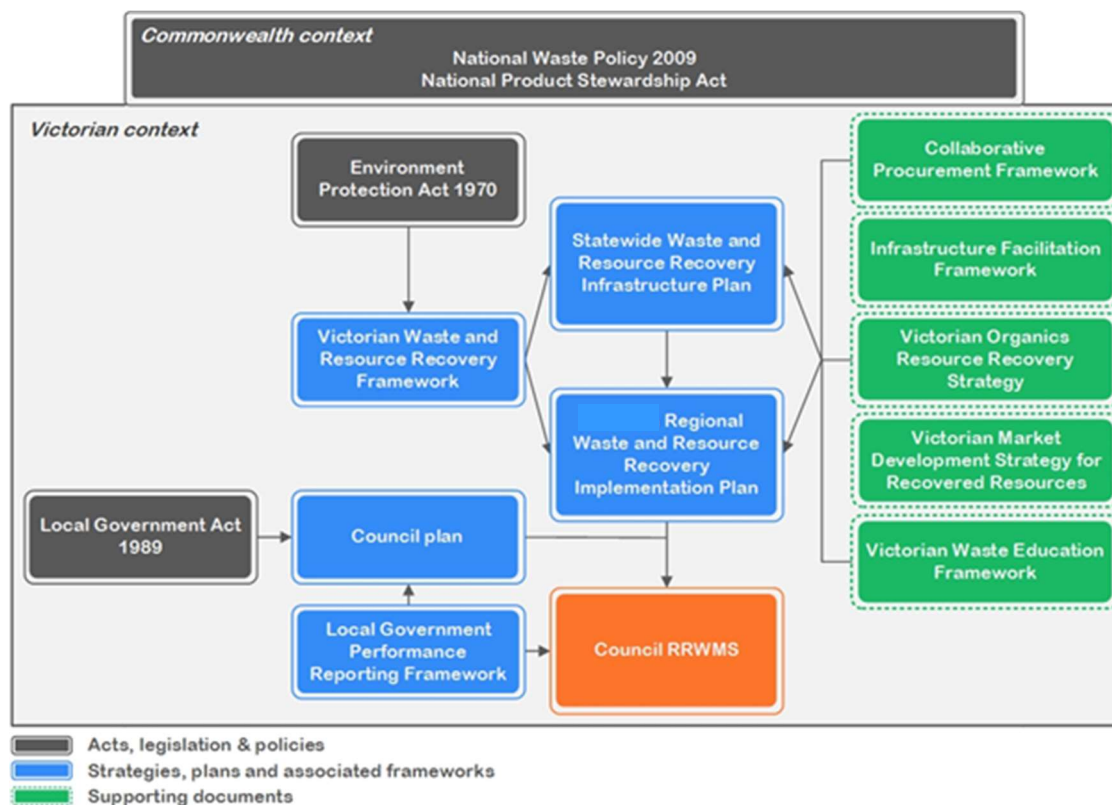 Commonwealth context
National Waste Policy 2009
National Product Stewardship Act
Victorian context
Environment
Protection Act 1970
Collaborative
Procurement Framework
Statewide Waste and
Resource Recovery
Infrastructure Plan
Infrastructure Facilitation
Framework
Victorian Waste and
Resource Recovery
Framework
Victorian Organics
Resource Recovery
Strategy
Regional
Waste and Resource
Recovery
Implementation Plan
Victorian Market
Development Strategy for
Recovered Resources
Local Government Act
1989
Council plan
Victorian Waste Education
Framework
Local Government
Performance
Reporting Framework
Council RRWMS
Acts, legislation & policies
Strategies, plans and associated frameworks
Supporting documents